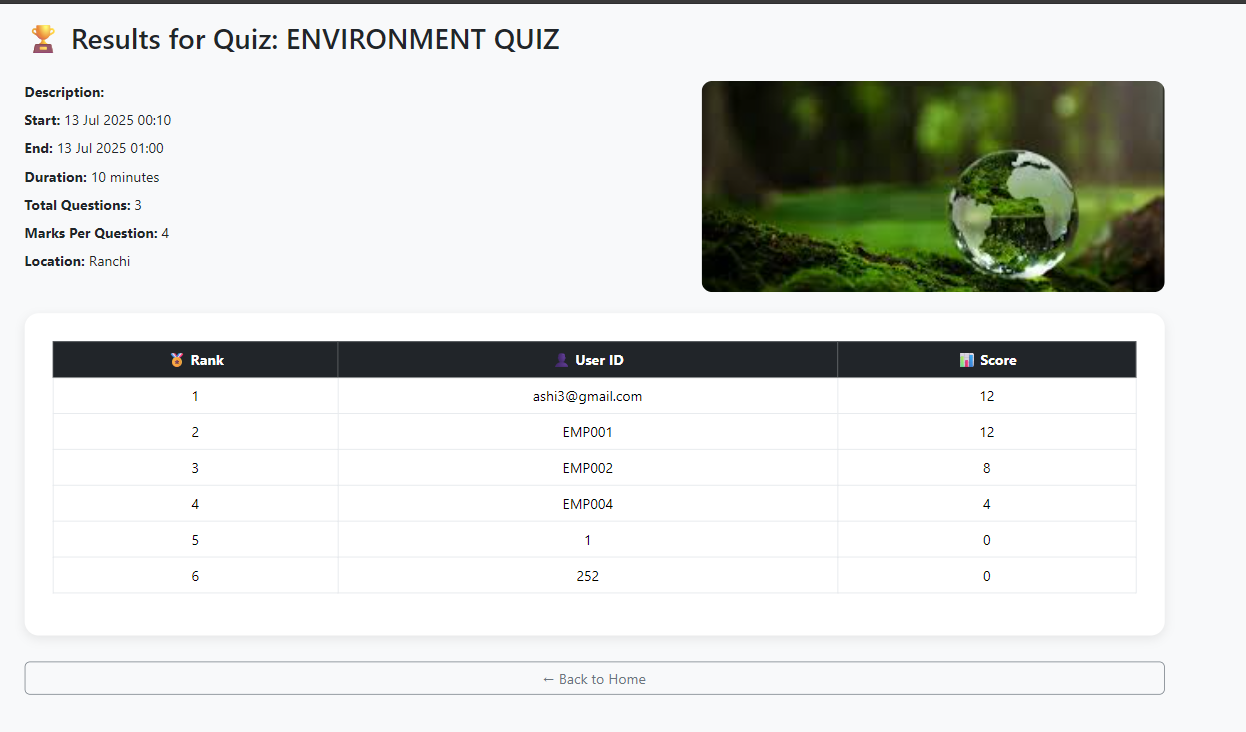 🏆 Results for Quiz: ENVIRONMENT QUIZ
Description:
Start: 13 Jul 2025 00:10
End: 13 Jul 2025 01:00
Duration: 10 minutes
Total Questions: 3
Marks Per Question: 4
Location: Ranchi
🏅 Rank 👤 User ID 📊 Score
1 ashi3@gmail.com 12
2 EMP001 12
3 EMP002 8
4 EMP004 4
5 1 0
6 252 0
← Back to Home